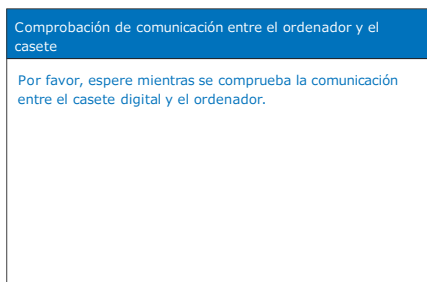 Comprobación de comunicación entre el ordenador y el
casete
Por favor, espere mientras se comprueba la comunicación
entre el casete digital y el ordenador.